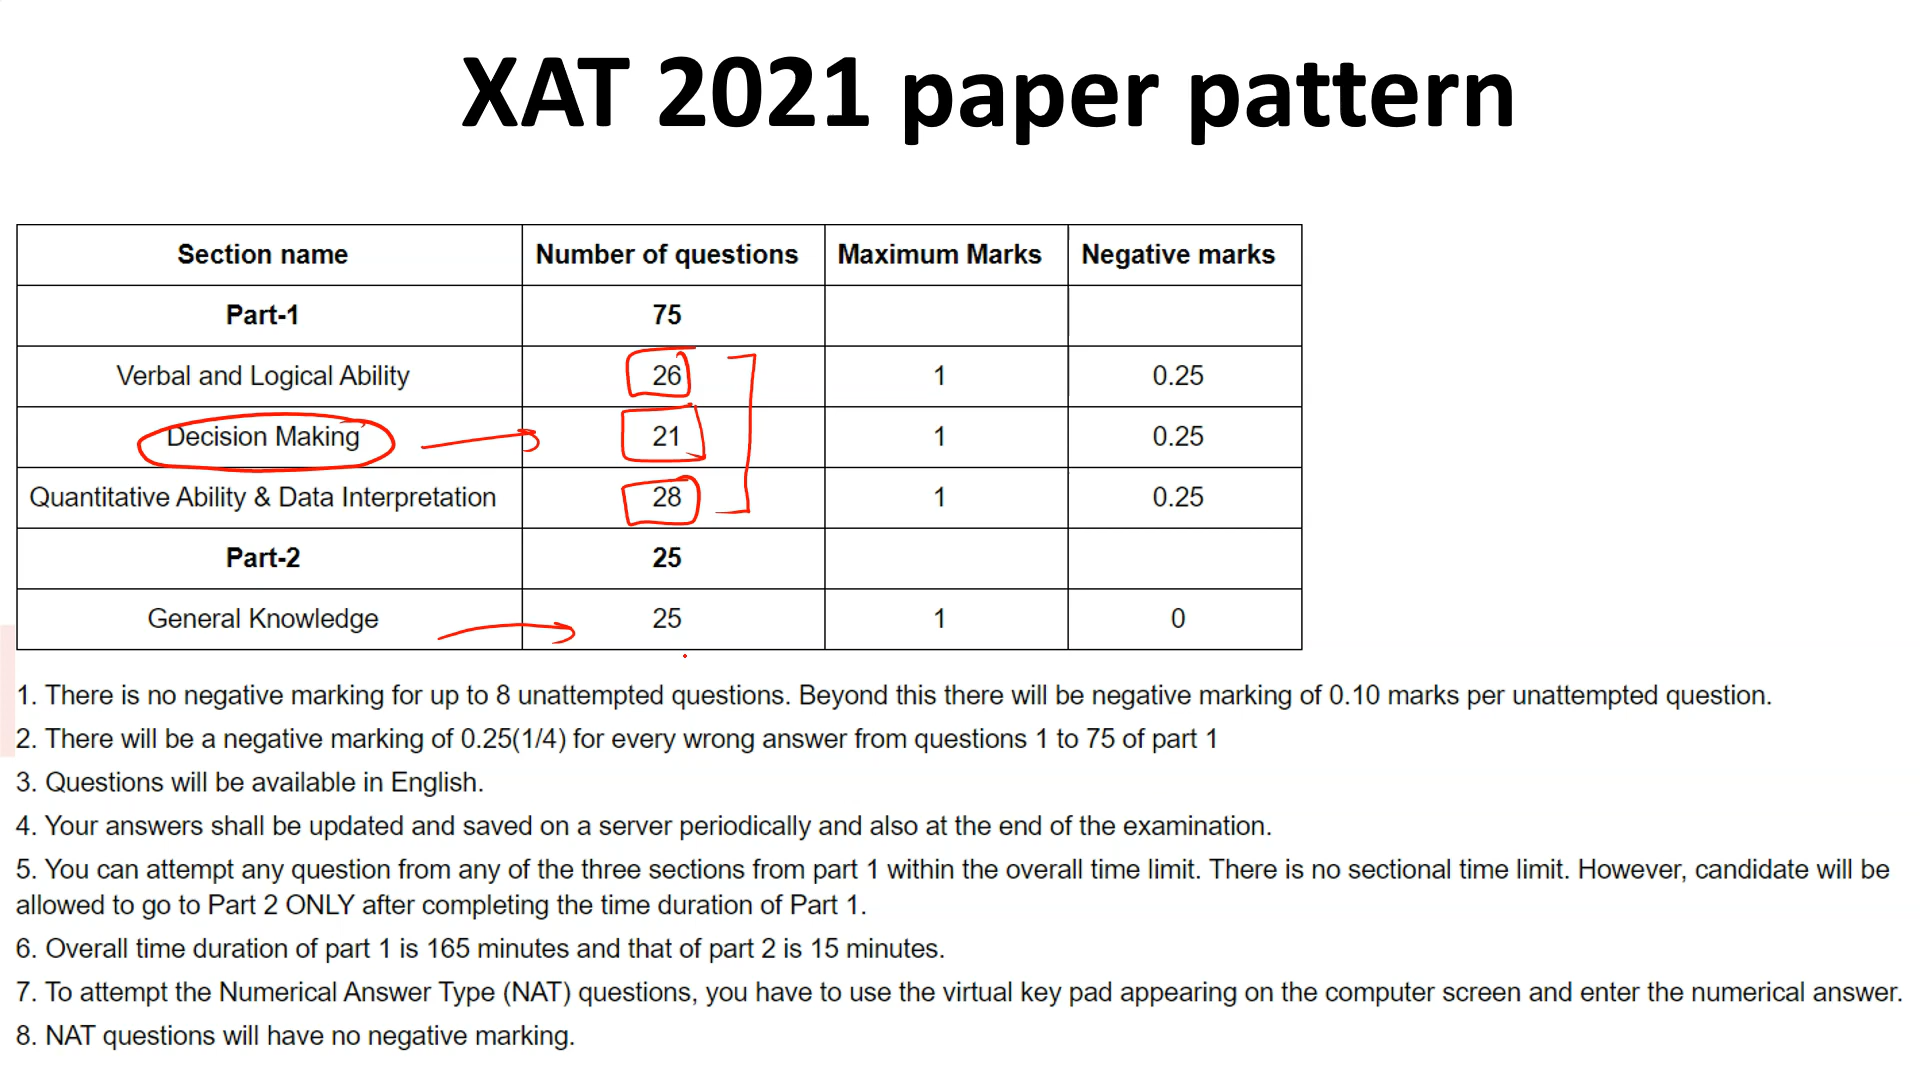 XAT 2021 paper pattern
Section name Number of questions Maximum Marks Negative marks
Part-1 75
Verbal and Logical Ability 26 1 0.25
Decision Making 21 1 0.25
Quantitative Ability & Data Interpretation 28 1 0.25
Part-2 25
General Knowledge 25 1 0
1. There is no negative marking for up to 8 unattempted questions. Beyond this there will be negative marking of 0.10 marks per unattempted question.
2. There will be a negative marking of 0.25(1/4) for every wrong answer from questions 1 to 75 of part 1
3. Questions will be available in English.
4. Your answers shall be updated and saved on a server periodically and also at the end of the examination.
5. You can attempt any question from any of the three sections from part 1 within the overall time limit. There is no sectional time limit. However, candidate will be
allowed to go to Part 2 ONLY after completing the time duration of Part 1.
6. Overall time duration of part 1 is 165 minutes and that of part 2 is 15 minutes.
7. To attempt the Numerical Answer Type (NAT) questions, you have to use the virtual key pad appearing on the computer screen and enter the numerical answer.
8. NAT questions will have no negative marking.